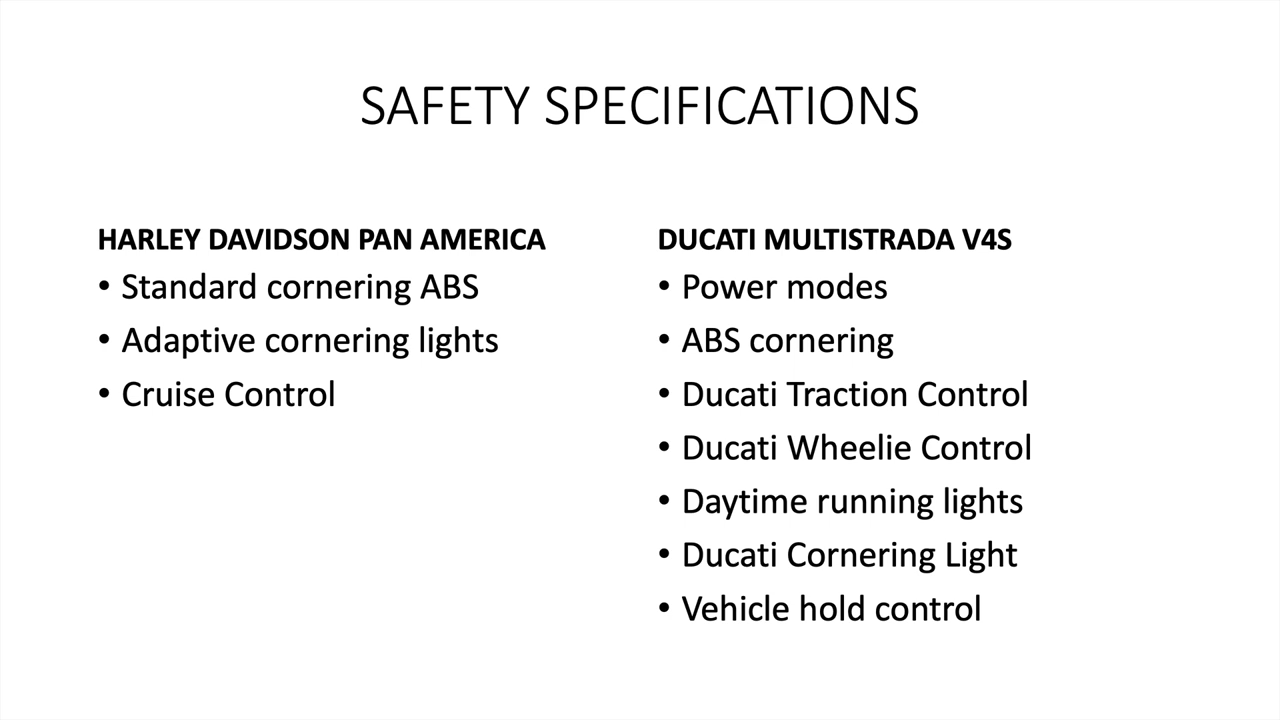 SAFETY SPECIFICATIONS
HARLEY DAVIDSON PAN AMERICA
• Standard cornering ABS
• Adaptive cornering lights
• Cruise Control
DUCATI MULTISTRADA V4S
• Power modes
• ABS cornering
• Ducati Traction Control
• Ducati Wheelie Control
• Daytime running lights
• Ducati Cornering Light
• Vehicle hold control